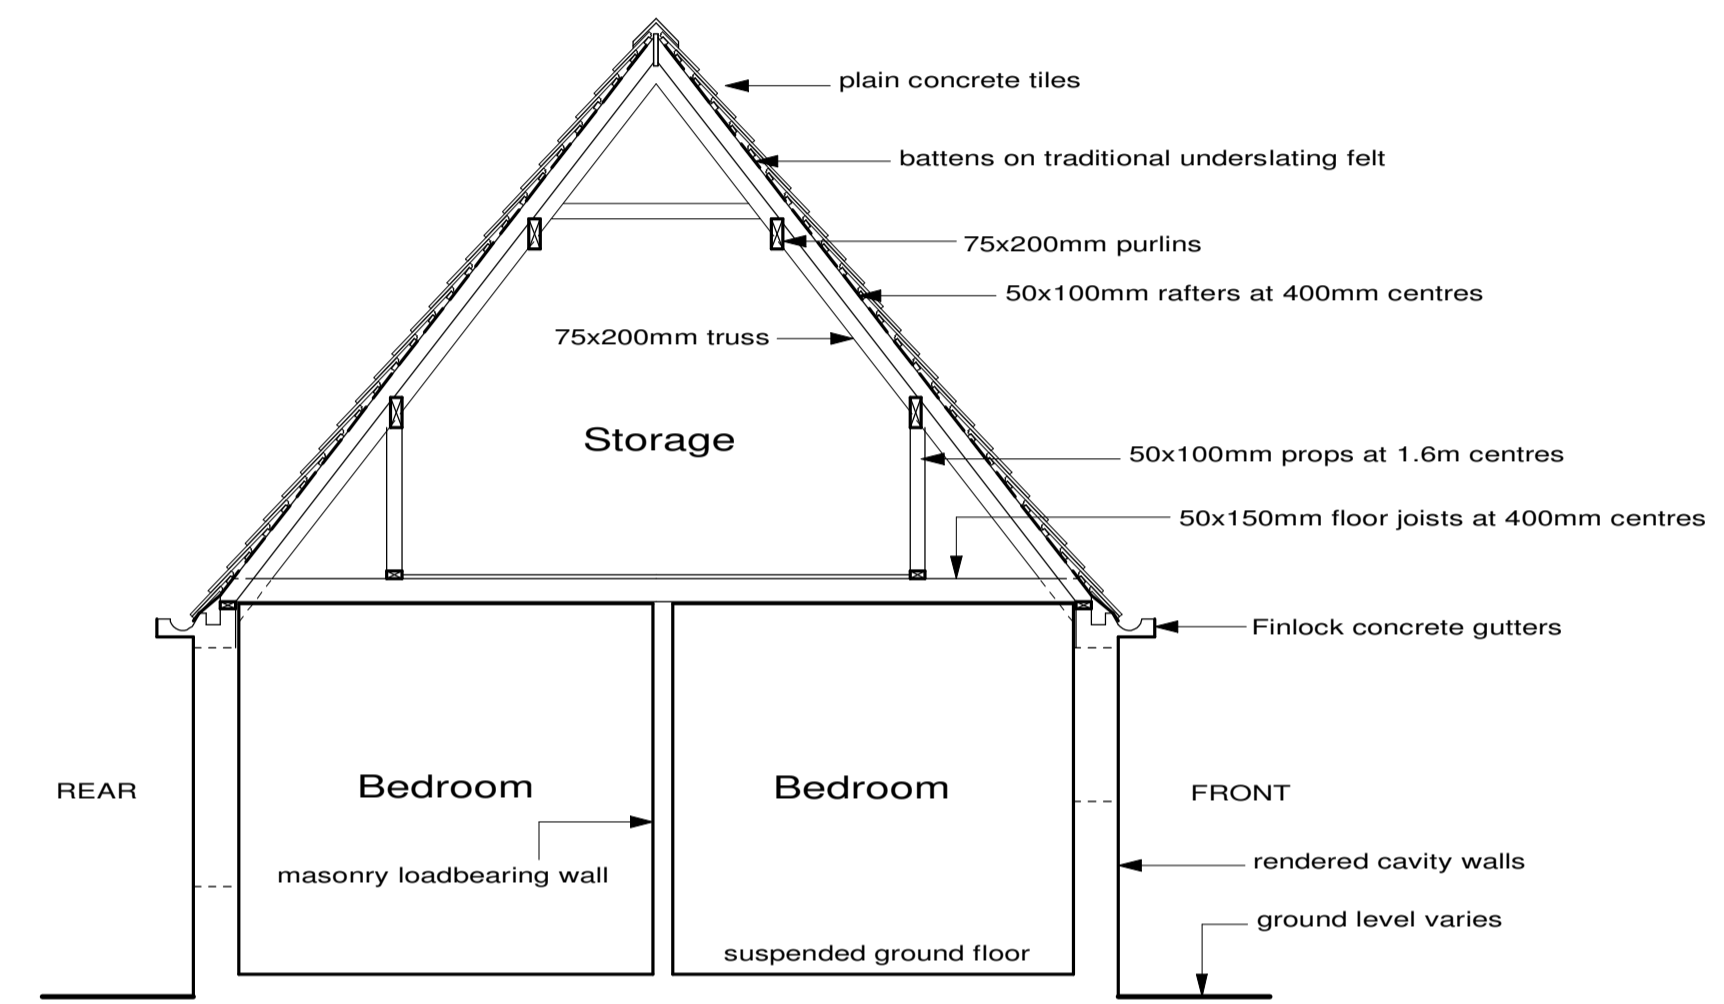 plain concrete tiles
battens on traditional underslating felt
75x200mm purlins
50x100mm rafters at 400mm centres
75x200mm truss
Storage
50x100mm props at 1.6m centres
50x150mm floor joists at 400mm centres
Finlock concrete gutters
REAR
Bedroom
Bedroom
FRONT
masonry loadbearing wall
rendered cavity walls
ground level varies
suspended ground floor